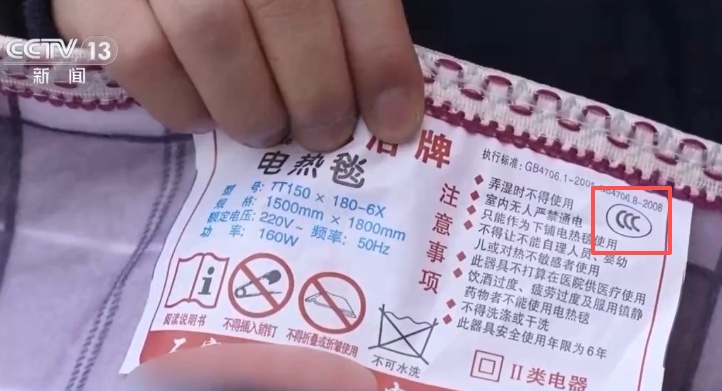 CCTV 13
新闻
洁牌
电热毯
型号:TT150×180-6X
规格:1500mm×1800mm
额定电压:220V~ 频率:50Hz
功率:160W
阅读说明书
不得插入销钉
不得折叠或折皱使用
不可水洗
注意事项
执行标准:GB4706.1-2005 GB4706.8-2008
弄湿时不得使用
室内无人严禁通电
只能作为下铺电热毯使用
不得让不能自理人员、婴幼
儿或对热不敏感者使用
此器具不打算在医院供医疗使用
饮酒过度、疲劳过度及服用镇静
药物者不能使用电热毯
不得洗涤或干洗
此器具安全使用年限为6年
CCC
II类电器